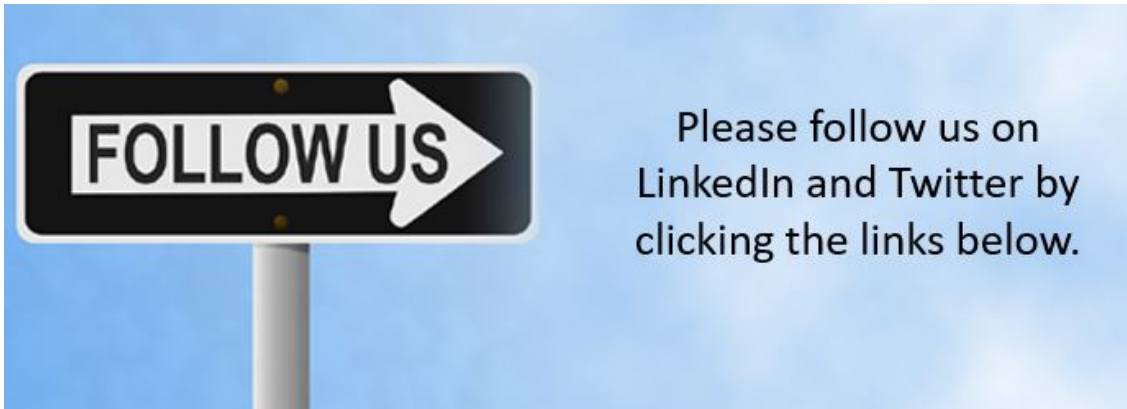 FOLLOW US
Please follow us on
LinkedIn and Twitter by
clicking the links below.